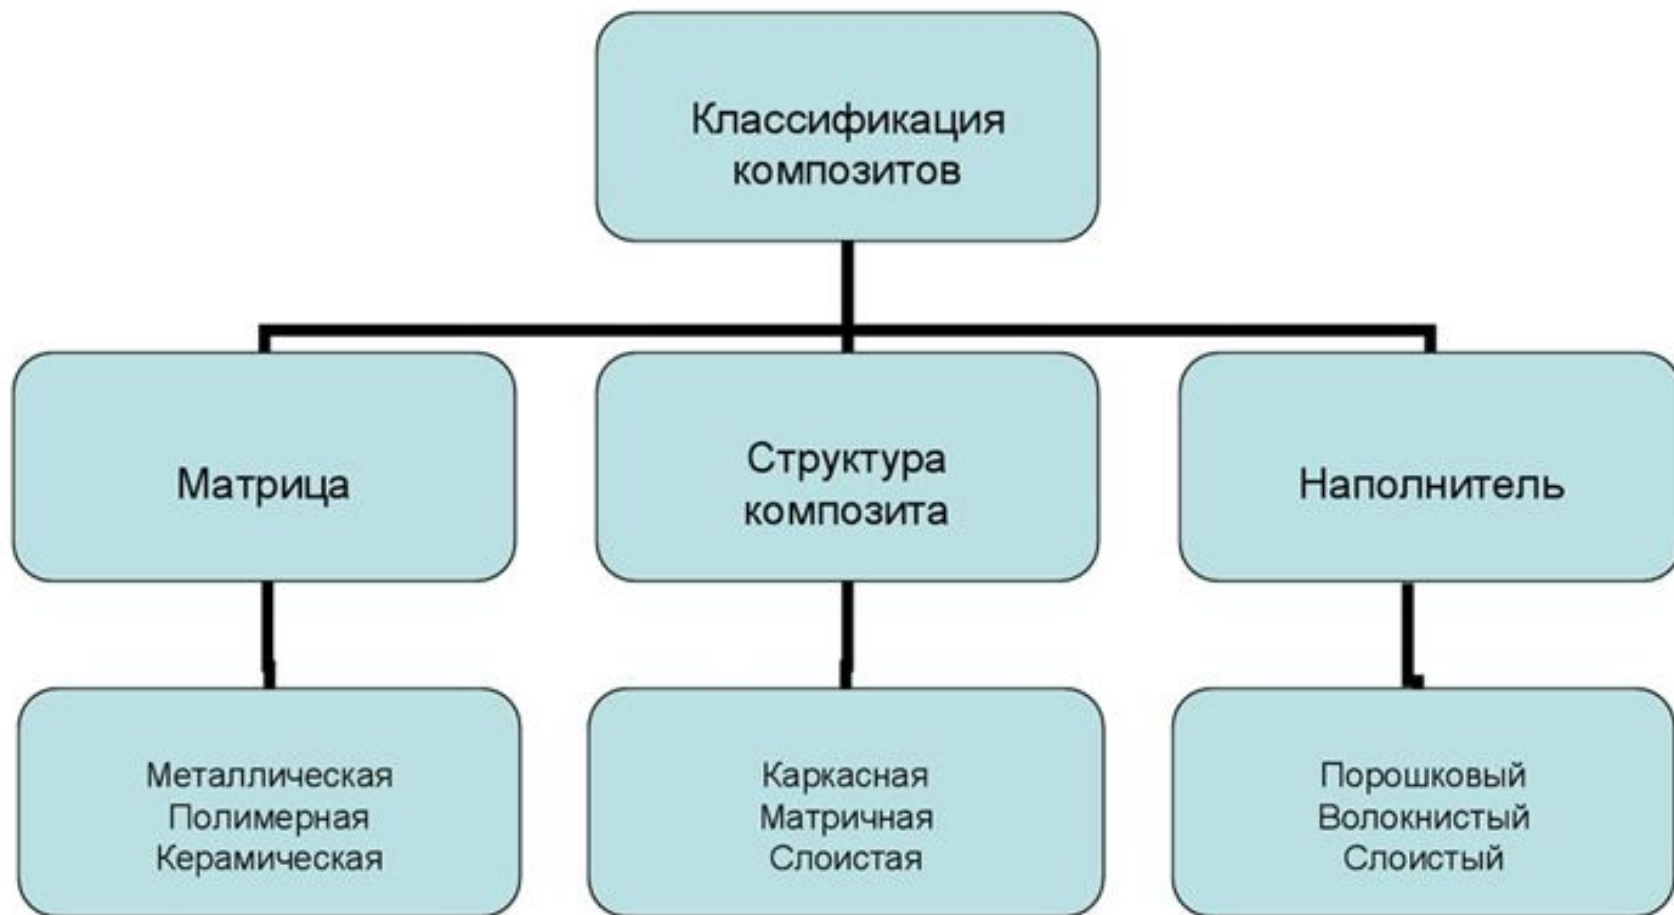 Классификация
композитов
Матрица
Структура
композита
Наполнитель
Металлическая
Полимерная
Керамическая
Каркасная
Матричная
Слоистая
Порошковый
Волокнистый
Слоистый